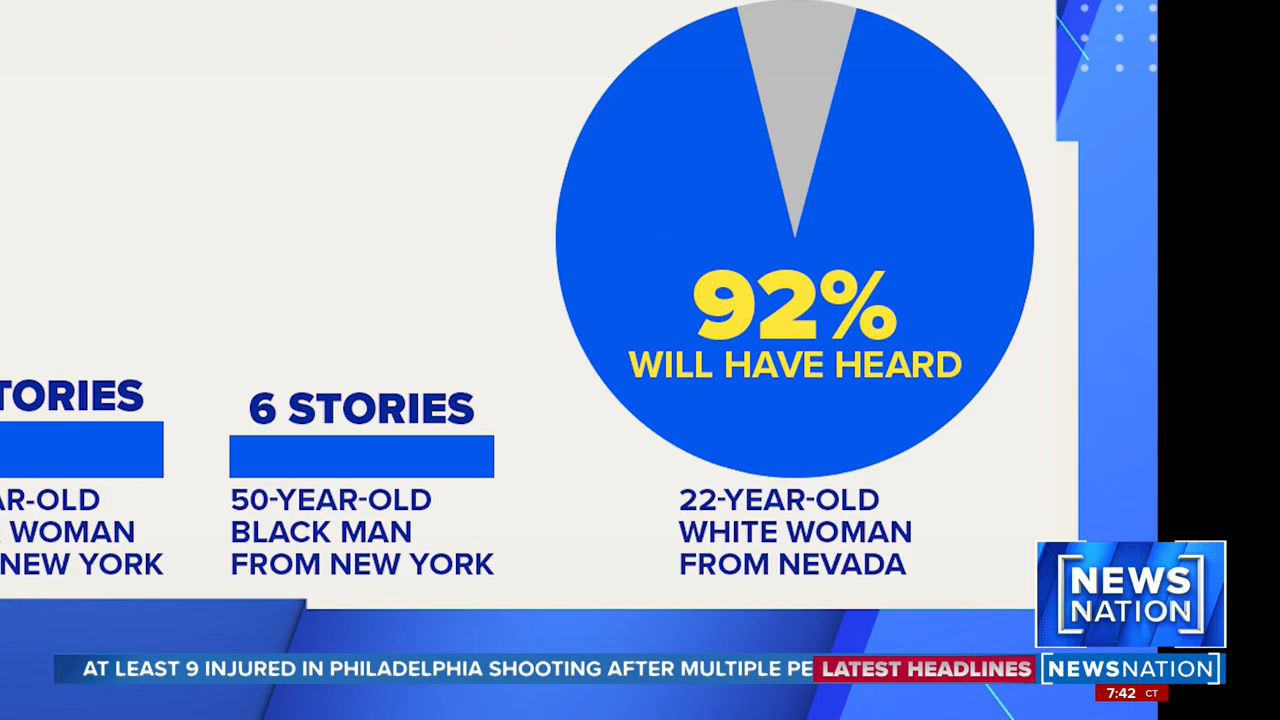 92%
WILL HAVE HEARD
TORIES
6 STORIES
AR-OLD
WOMAN
NEW YORK
50-YEAR-OLD
BLACK MAN
FROM NEW YORK
22-YEAR-OLD
WHITE WOMAN
FROM NEVADA
NEWS
NATION
AT LEAST 9 INJURED IN PHILADELPHIA SHOOTING AFTER MULTIPLE PE
LATEST HEADLINES
NEWSNATION
7:42 CT